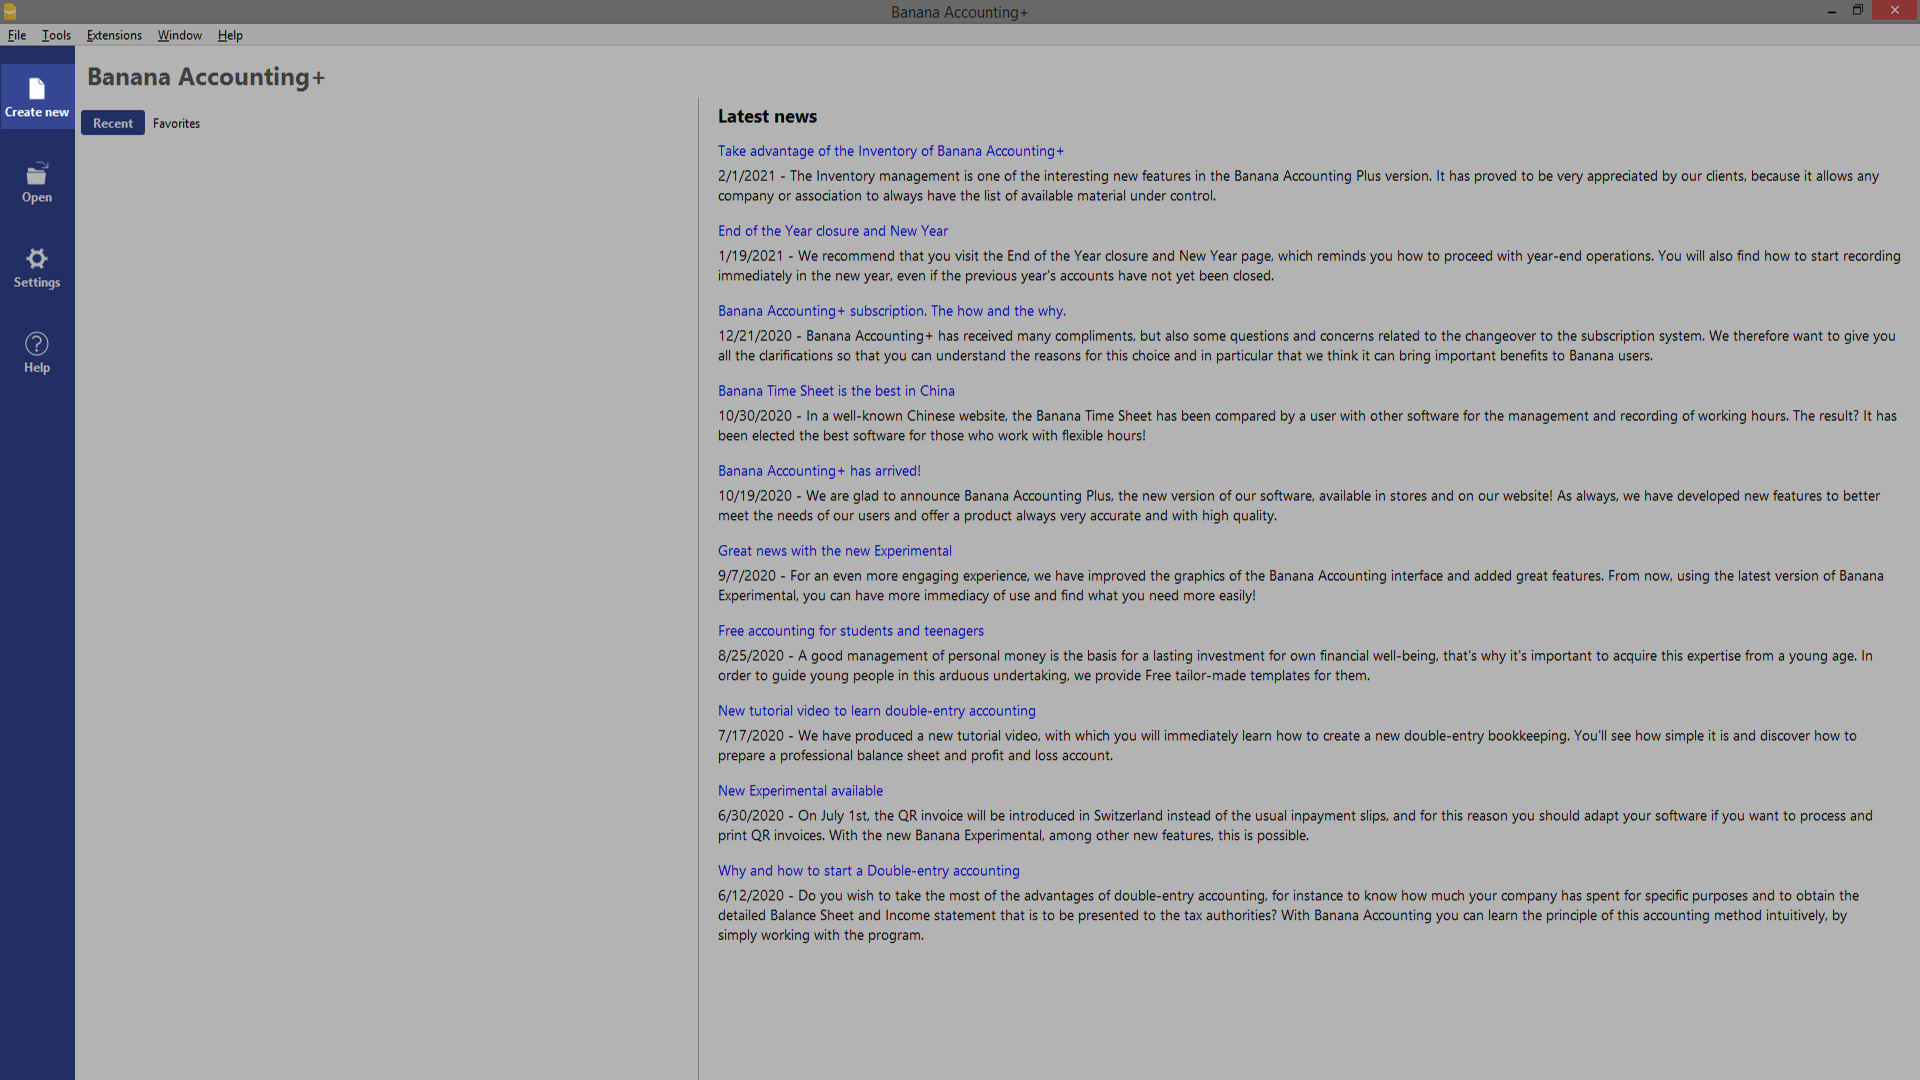 Banana Accounting+
File Tools Extensions Window Help
Create new
Open
Settings
Help
Banana Accounting+
Recent Favorites
Latest news
Take advantage of the Inventory of Banana Accounting+
2/1/2021 - The Inventory management is one of the interesting new features in the Banana Accounting Plus version. It has proved to be very appreciated by our clients, because it allows any
company or association to always have the list of available material under control.
End of the Year closure and New Year
1/19/2021 - We recommend that you visit the End of the Year closure and New Year page, which reminds you how to proceed with year-end operations. You will also find how to start recording
immediately in the new year, even if the previous year's accounts have not yet been closed.
Banana Accounting+ subscription. The how and the why.
12/21/2020 - Banana Accounting+ has received many compliments, but also some questions and concerns related to the changeover to the subscription system. We therefore want to give you
all the clarifications so that you can understand the reasons for this choice and in particular that we think it can bring important benefits to Banana users.
Banana Time Sheet is the best in China
10/30/2020 - In a well-known Chinese website, the Banana Time Sheet has been compared by a user with other software for the management and recording of working hours. The result? It has
been elected the best software for those who work with flexible hours!
Banana Accounting+ has arrived!
10/19/2020 - We are glad to announce Banana Accounting Plus, the new version of our software, available in stores and on our website! As always, we have developed new features to better
meet the needs of our users and offer a product always very accurate and with high quality.
Great news with the new Experimental
9/7/2020 - For an even more engaging experience, we have improved the graphics of the Banana Accounting interface and added great features. From now, using the latest version of Banana
Experimental, you can have more immediacy of use and find what you need more easily!
Free accounting for students and teenagers
8/25/2020 - A good management of personal money is the basis for a lasting investment for own financial well-being, that's why it's important to acquire this expertise from a young age. In
order to guide young people in this arduous undertaking, we provide Free tailor-made templates for them.
New tutorial video to learn double-entry accounting
7/17/2020 - We have produced a new tutorial video, with which you will immediately learn how to create a new double-entry bookkeeping. You'll see how simple it is and discover how to
prepare a professional balance sheet and profit and loss account.
New Experimental available
6/30/2020 - On July 1st, the QR invoice will be introduced in Switzerland instead of the usual inpayment slips, and for this reason you should adapt your software if you want to process and
print QR invoices. With the new Banana Experimental, among other new features, this is possible.
Why and how to start a Double-entry accounting
6/12/2020 - Do you wish to take the most of the advantages of double-entry accounting, for instance to know how much your company has spent for specific purposes and to obtain the
detailed Balance Sheet and Income statement that is to be presented to the tax authorities? With Banana Accounting you can learn the principle of this accounting method intuitively, by
simply working with the program.